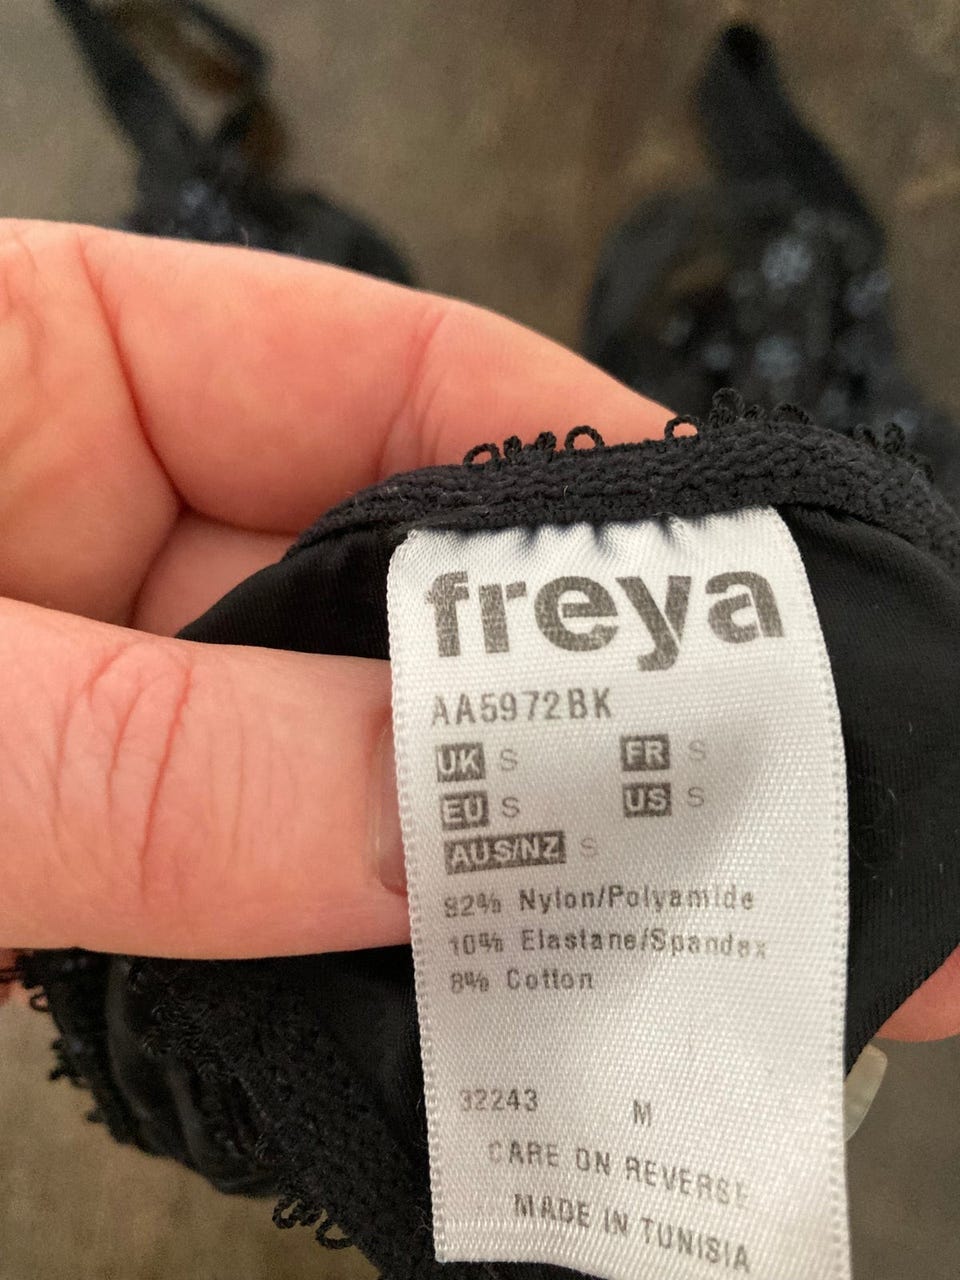 freya
AA5972BK
UK S FR S
EU S US S
AUS/NZ S
82% Nylon/Polyamide
10% Elastane/Spandex
8% Cotton
32243 M
CARE ON REVERSE
MADE IN TUNISIA